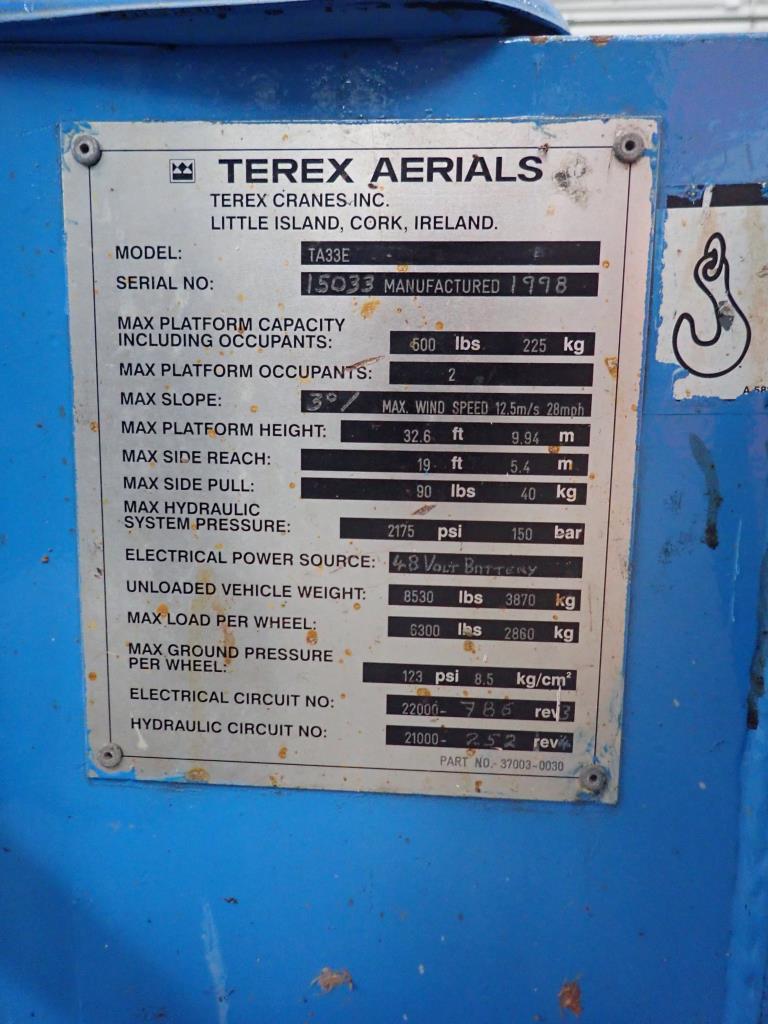 TEREX AERIALS
TEREX CRANES INC.
LITTLE ISLAND, CORK, IRELAND.
MODEL: TA33E
SERIAL NO: 15033 MANUFACTURED 1998
MAX PLATFORM CAPACITY
INCLUDING OCCUPANTS: 500 lbs 225 kg
MAX PLATFORM OCCUPANTS: 2
MAX SLOPE: 3°/ MAX. WIND SPEED 12.5m/s 28mph
MAX PLATFORM HEIGHT: 32.6 ft 9.94 m
MAX SIDE REACH: 19 ft 5.4 m
MAX SIDE PULL: 90 lbs 40 kg
MAX HYDRAULIC
SYSTEM PRESSURE: 2175 psi 150 bar
ELECTRICAL POWER SOURCE: 48 VOLT BATTERY
UNLOADED VEHICLE WEIGHT: 8530 lbs 3870 kg
MAX LOAD PER WHEEL: 6300 lbs 2860 kg
MAX GROUND PRESSURE
PER WHEEL: 123 psi 8.5 kg/cm²
ELECTRICAL CIRCUIT NO: 22000- 786 rev 3
HYDRAULIC CIRCUIT NO: 21000- 252 rev
PART NO.- 37003-0030